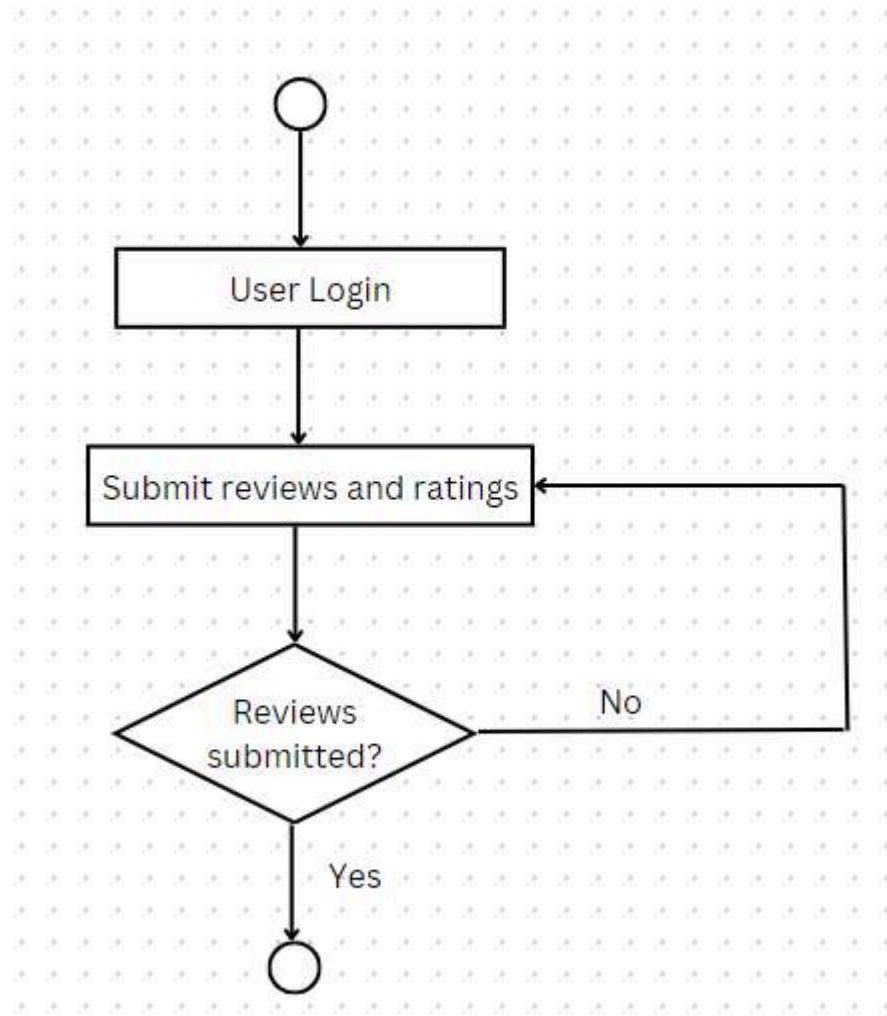 User Login
Submit reviews and ratings
Reviews
submitted?
No
Yes